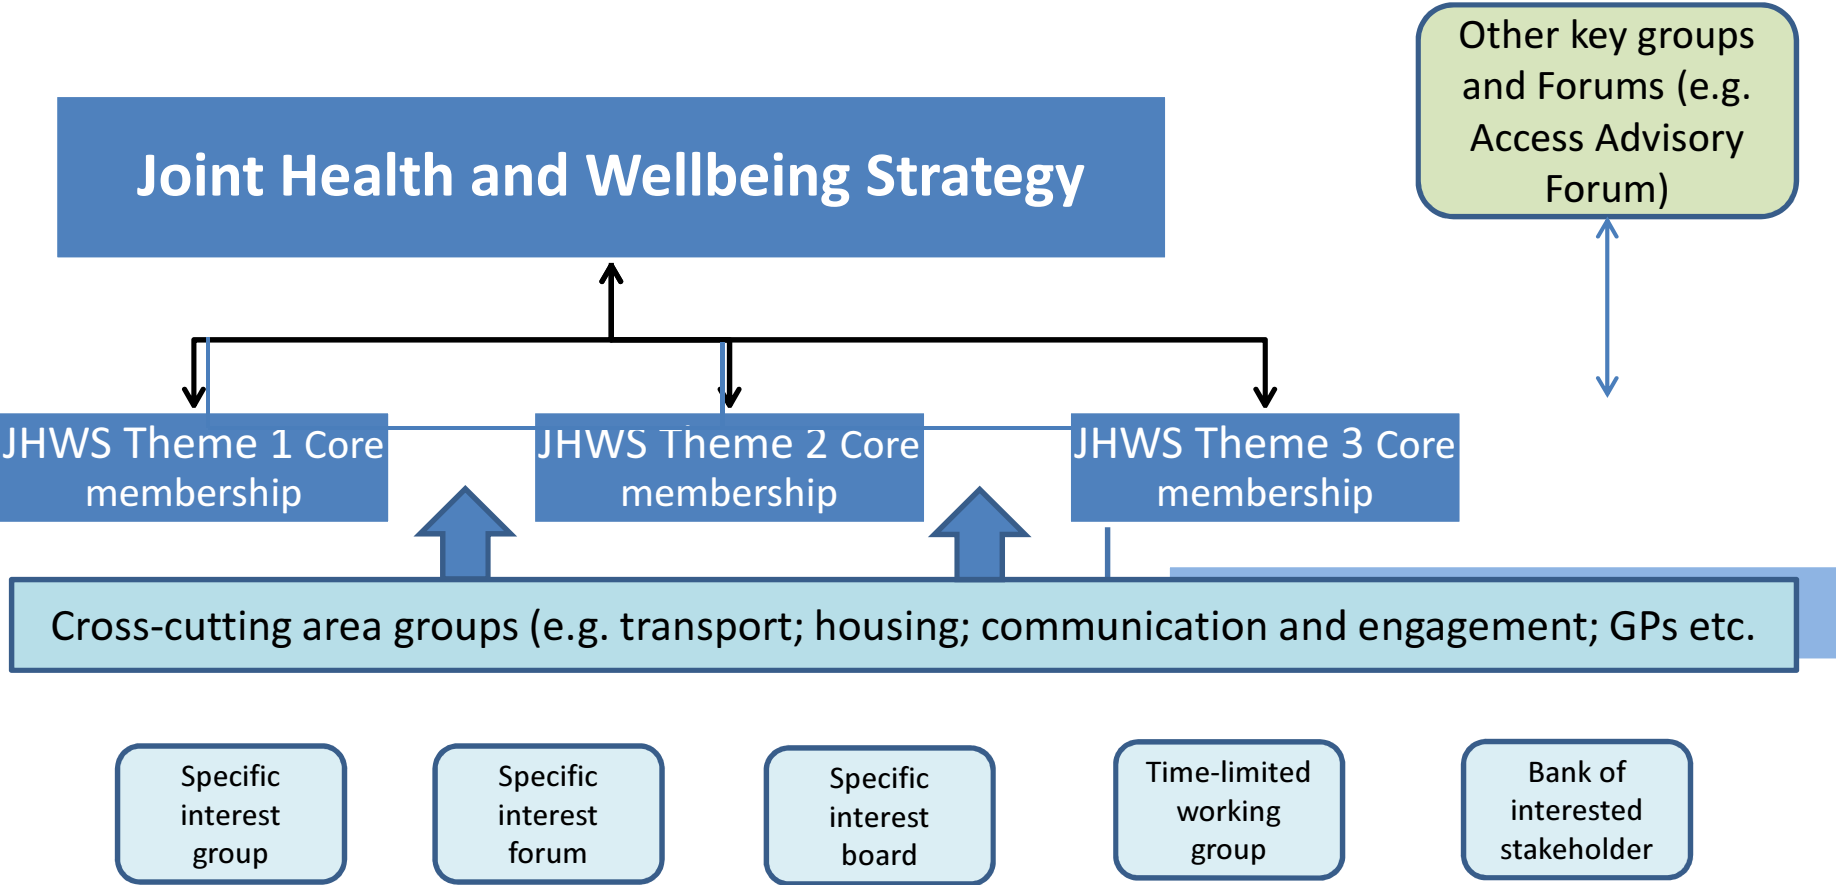 Other key groups
and Forums (e.g.
Access Advisory
Forum)
Joint Health and Wellbeing Strategy
JHWS Theme 1 Core
membership
JHWS Theme 2 Core
membership
JHWS Theme 3 Core
membership
Cross-cutting area groups (e.g. transport; housing; communication and engagement; GPs etc.
Specific
interest
group
Specific
interest
forum
Specific
interest
board
Time-limited
working
group
Bank of
interested
stakeholder